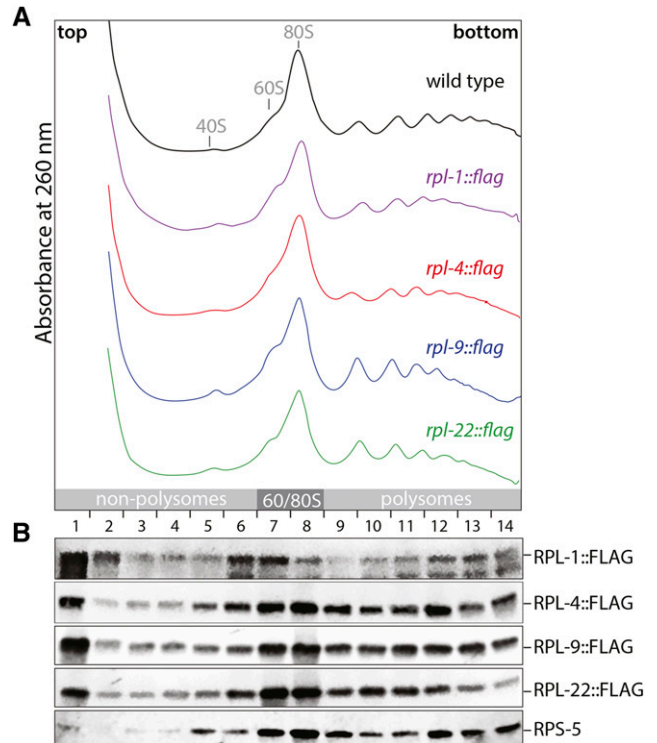 A
top
bottom
80S
60S
40S
wild type
rpl-1::flag
rpl-4::flag
rpl-9::flag
rpl-22::flag
Absorbance at 260 nm
non-polysomes 60/80S polysomes
1 2 3 4 5 6 7 8 9 10 11 12 13 14
B
RPL-1::FLAG
RPL-4::FLAG
RPL-9::FLAG
RPL-22::FLAG
RPS-5